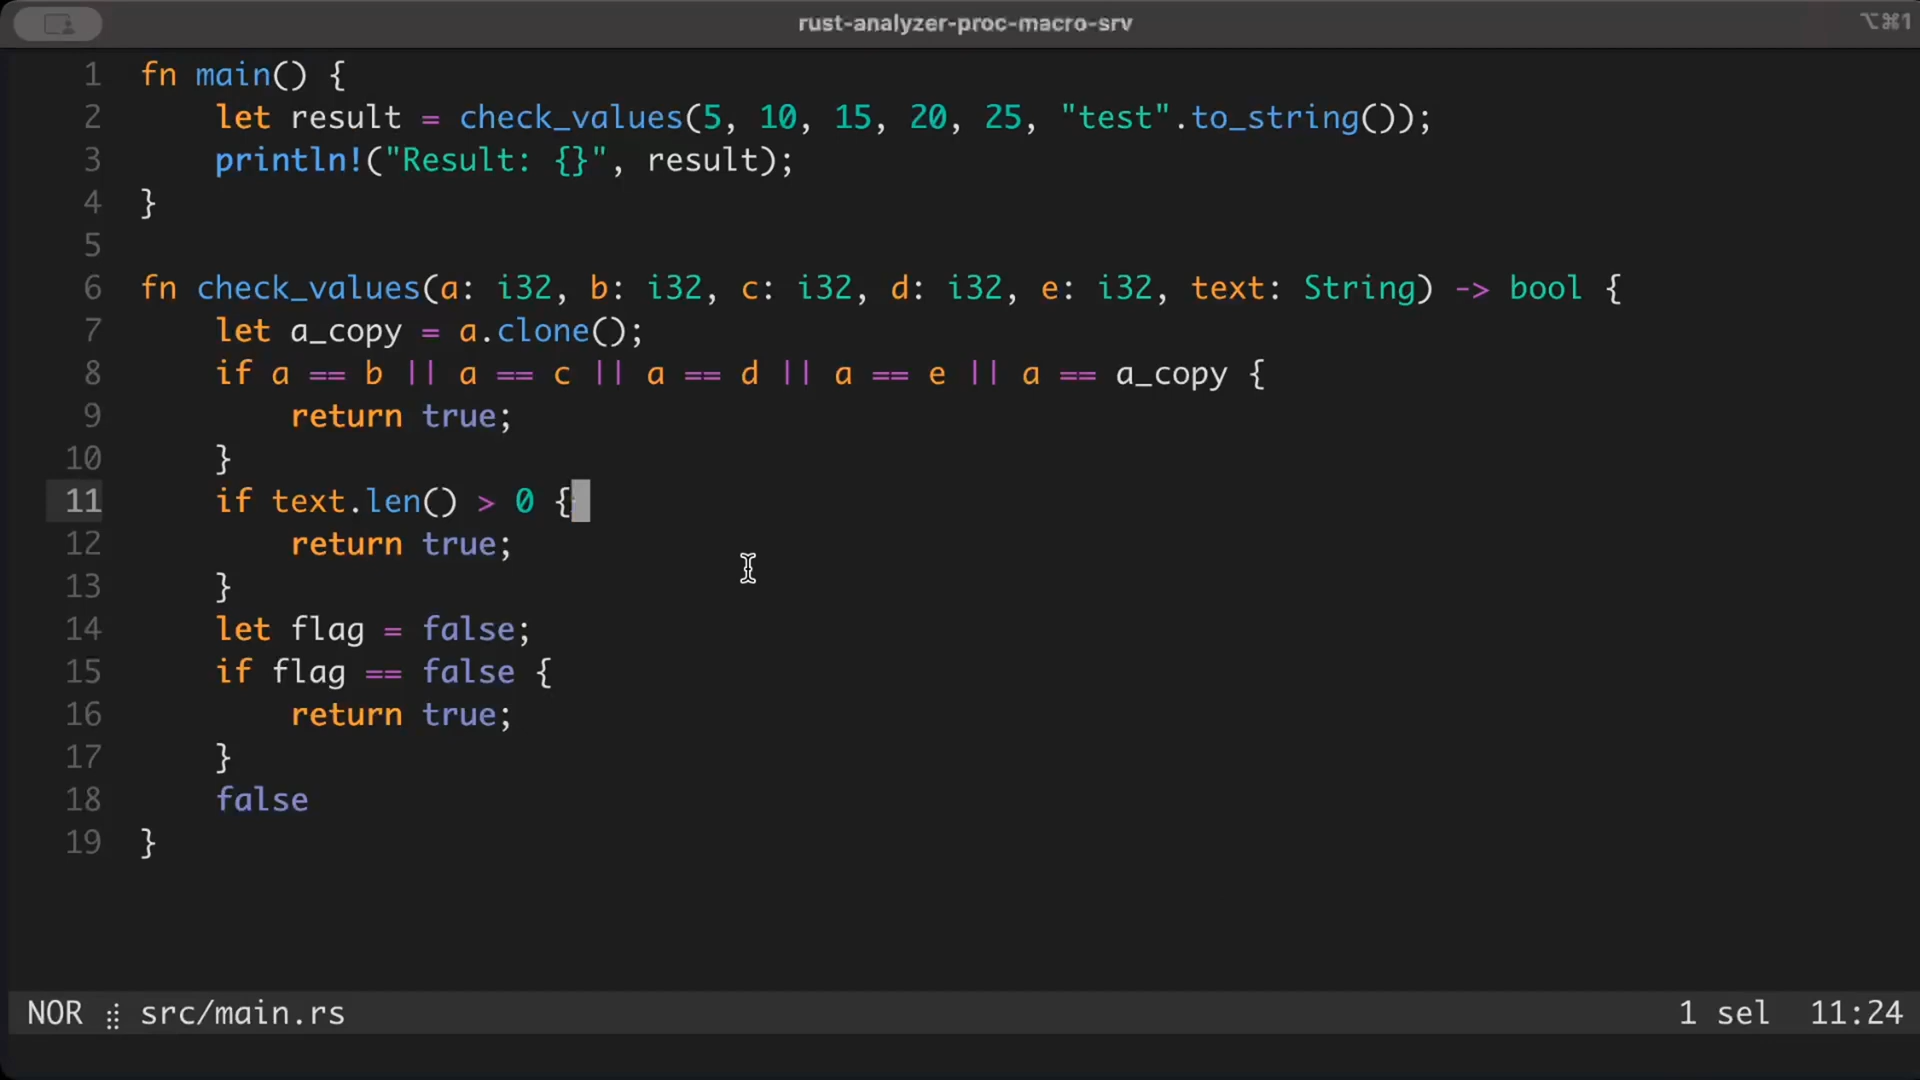 rust-analyzer-proc-macro-srv ⌥⌘1
1 fn main() {
2     let result = check_values(5, 10, 15, 20, 25, "test".to_string());
3     println!("Result: {}", result);
4 }
5
6 fn check_values(a: i32, b: i32, c: i32, d: i32, e: i32, text: String) -> bool {
7     let a_copy = a.clone();
8     if a == b || a == c || a == d || a == e || a == a_copy {
9         return true;
10     }
11     if text.len() > 0 {
12         return true;
13     }
14     let flag = false;
15     if flag == false {
16         return true;
17     }
18     false
19 }
NOR src/main.rs 1 sel 11:24